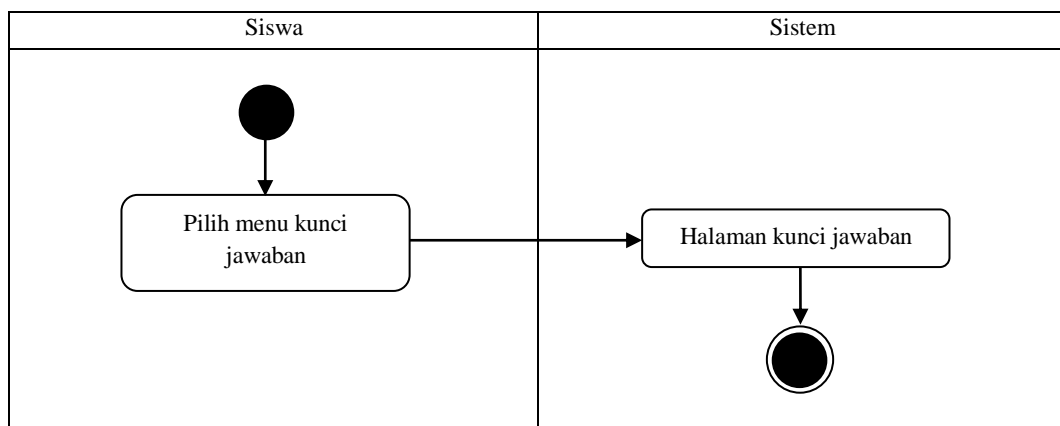 Siswa
Sistem
Pilih menu kunci
jawaban
Halaman kunci jawaban